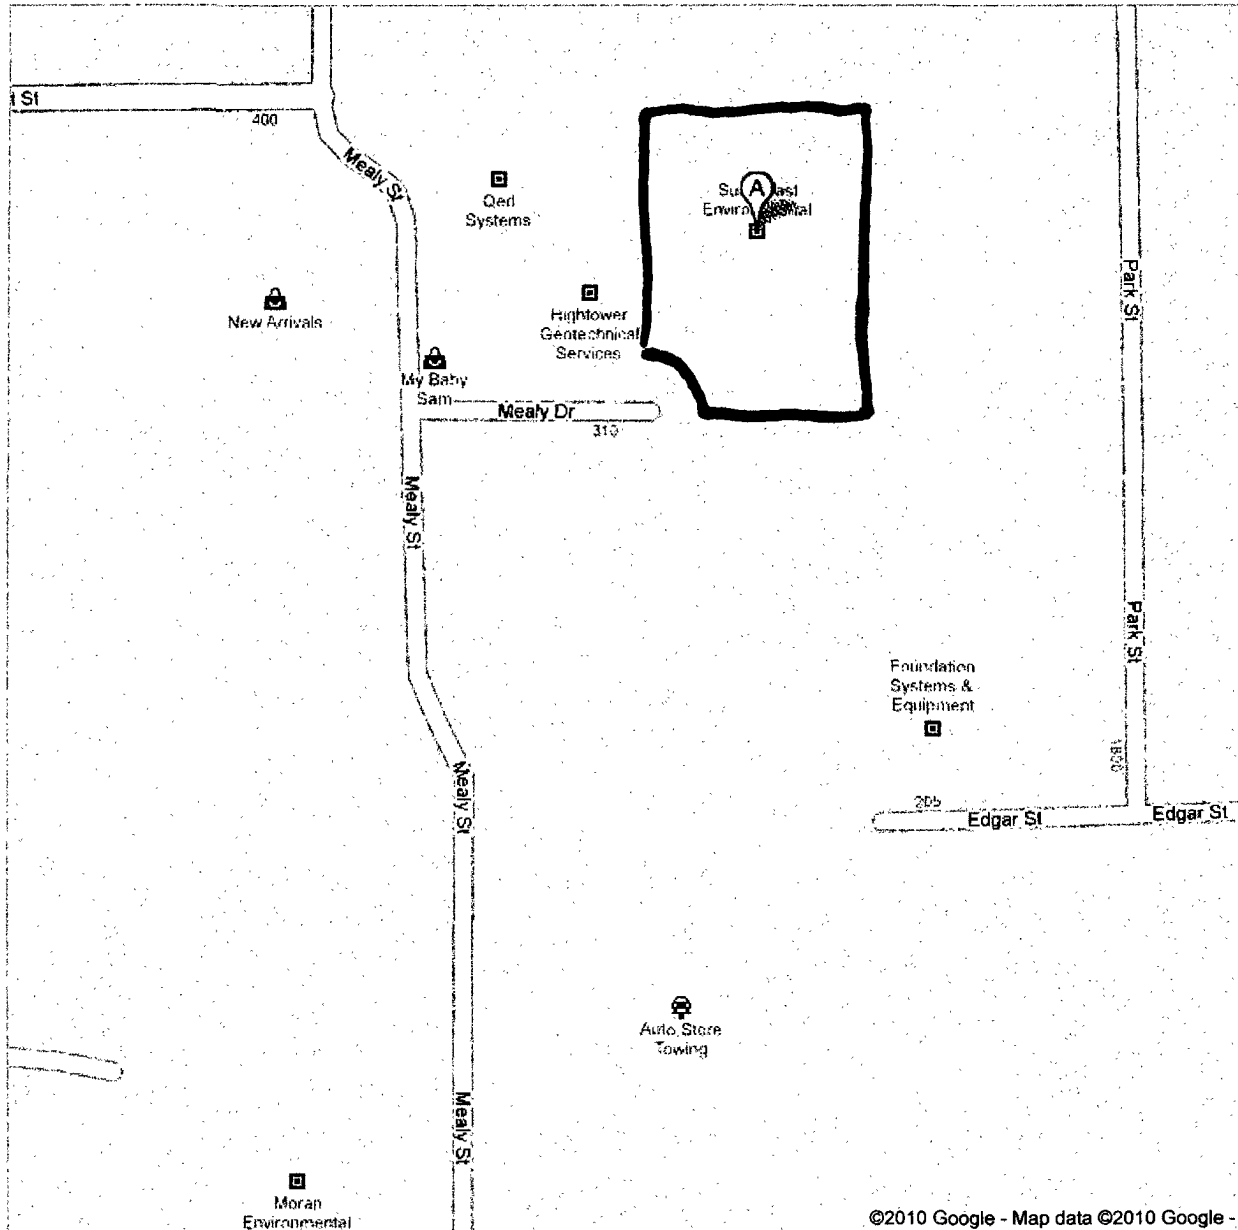 t St
400
Mealy St
Qed
Systems
A
Environ
New Arrivals
Hightower
Geotechnical
Services
My Baby
Sam
Mealy Dr
310
Park St
Mealy St
Park St
Foundation
Systems &
Equipment
1800
Mealy St
205
Edgar St
Edgar St
Auto Store
Towing
Mealy St
Moran
Environmental
©2010 Google - Map data ©2010 Google -